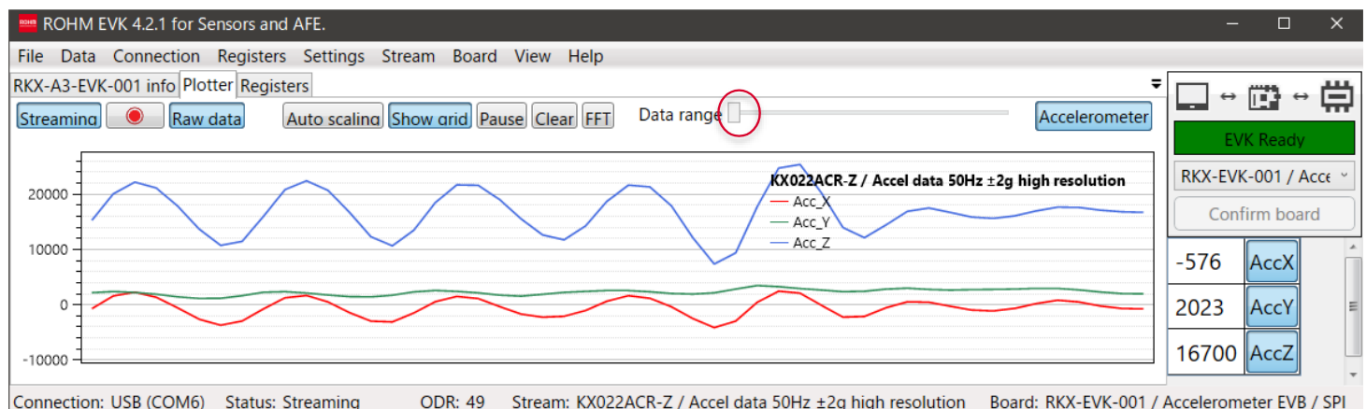 ROHM EVK 4.2.1 for Sensors and AFE.
File Data Connection Registers Settings Stream Board View Help
RKX-A3-EVK-001 info Plotter Registers
Streaming Raw data Auto scaling Show grid Pause Clear FFT Data range Accelerometer
EVK Ready
RKX-EVK-001 / Acce
Confirm board
KX022ACR-Z / Accel data 50Hz ±2g high resolution
Acc_X
Acc_Y
Acc_Z
20000
10000
0
-10000
-576 AccX
2023 AccY
16700 AccZ
Connection: USB (COM6) Status: Streaming ODR: 49 Stream: KX022ACR-Z / Accel data 50Hz ±2g high resolution Board: RKX-EVK-001 / Accelerometer EVB / SPI